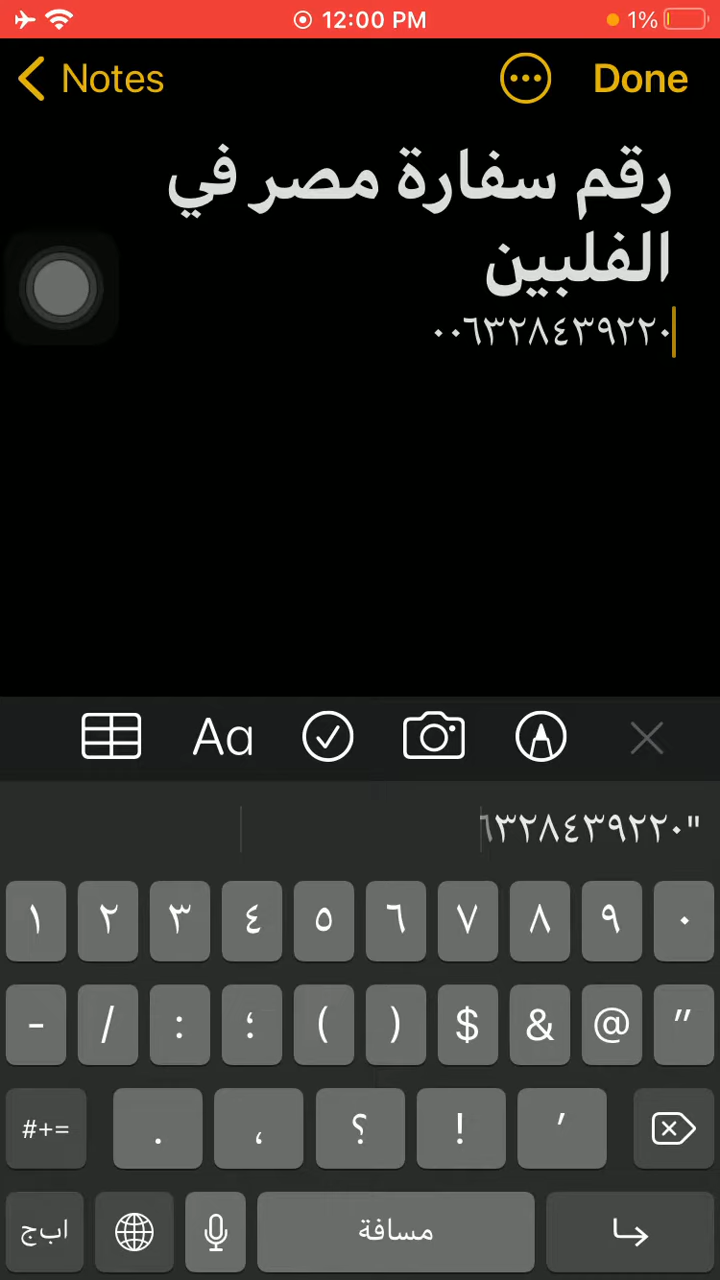 12:00 PM
1%
Notes
Done
رقم سفارة مصر في
الفلبين
٠٠٦٣٢٨٤٣٩٢٢٠
Aa
٦٣٢٨٤٣٩٢٢٠"
١ ٢ ٣ ٤ ٥ ٦ ٧ ٨ ٩ ٠
- / : ؛ ( ) $ & @ "
#+= . ، ؟ ! '
اب‌ج مسافة